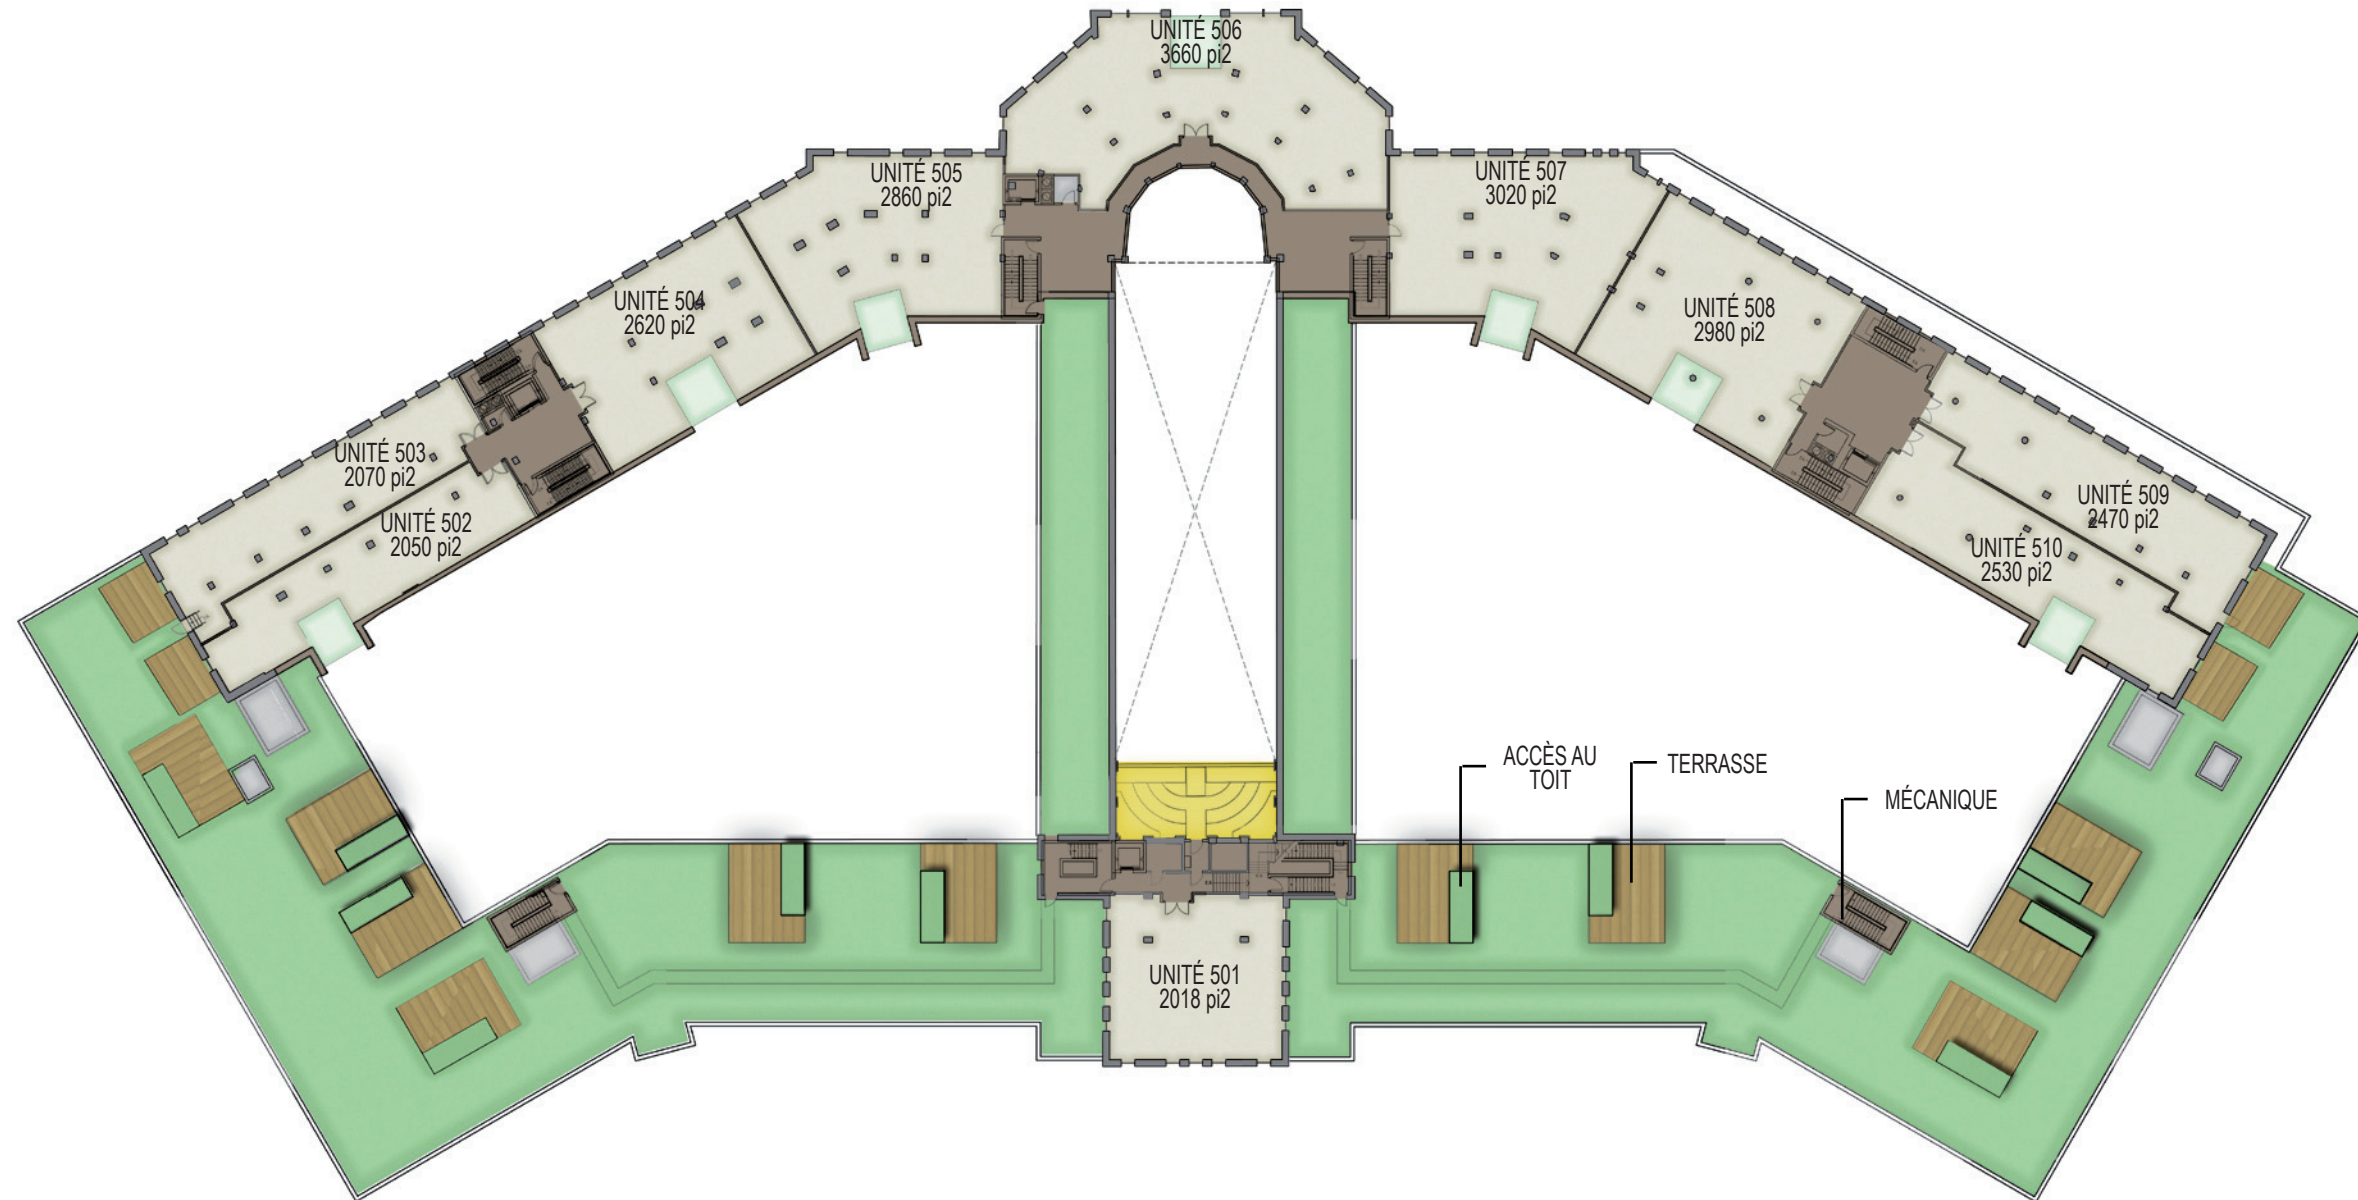 UNITÉ 506
3660 pi2
UNITÉ 505
2860 pi2
UNITÉ 507
3020 pi2
UNITÉ 504
2620 pi2
UNITÉ 508
2980 pi2
UNITÉ 503
2070 pi2
UNITÉ 502
2050 pi2
UNITÉ 509
2470 pi2
UNITÉ 510
2530 pi2
ACCÈS AU
TOIT
TERRASSE
MÉCANIQUE
UNITÉ 501
2018 pi2